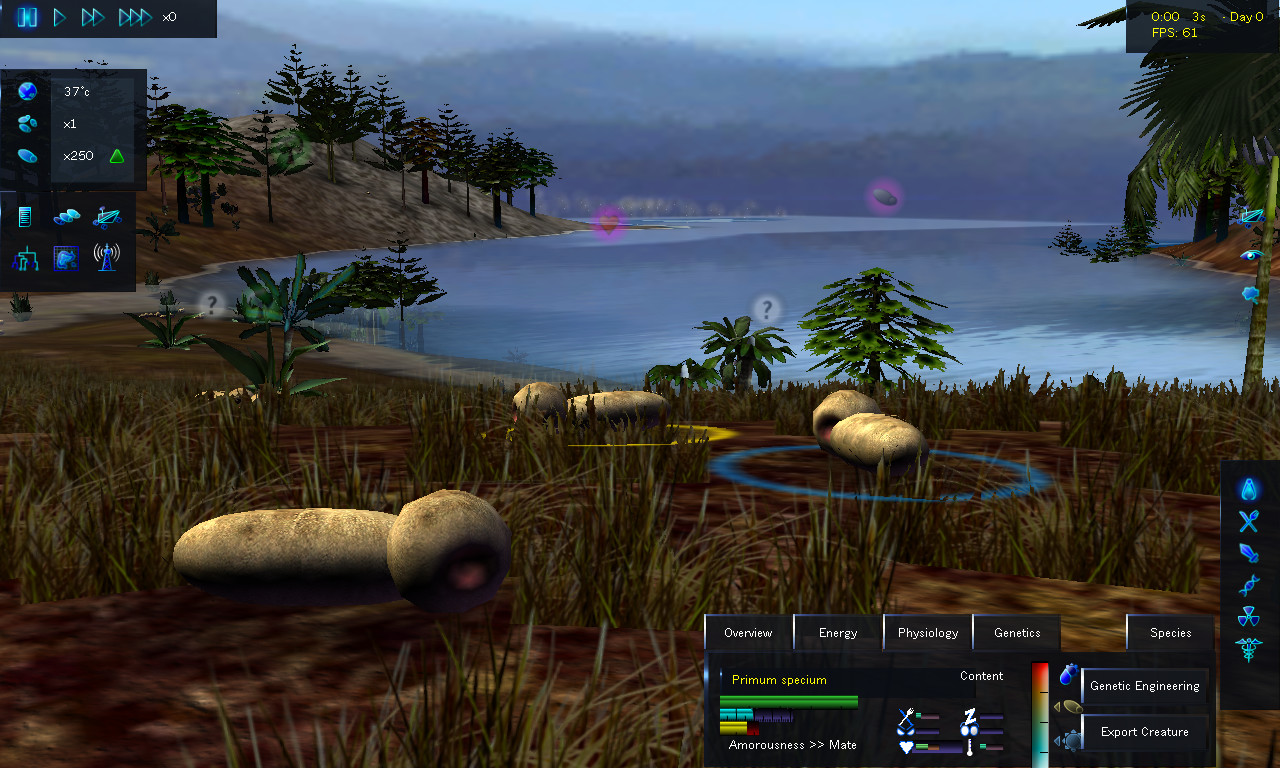 x0
0:00 3s - Day 0
FPS: 61
37°c
x1
x250
?
?
Overview
Energy
Physiology
Genetics
Species
Primum specium
Content
Genetic Engineering
Z
Export Creature
Amorousness >> Mate